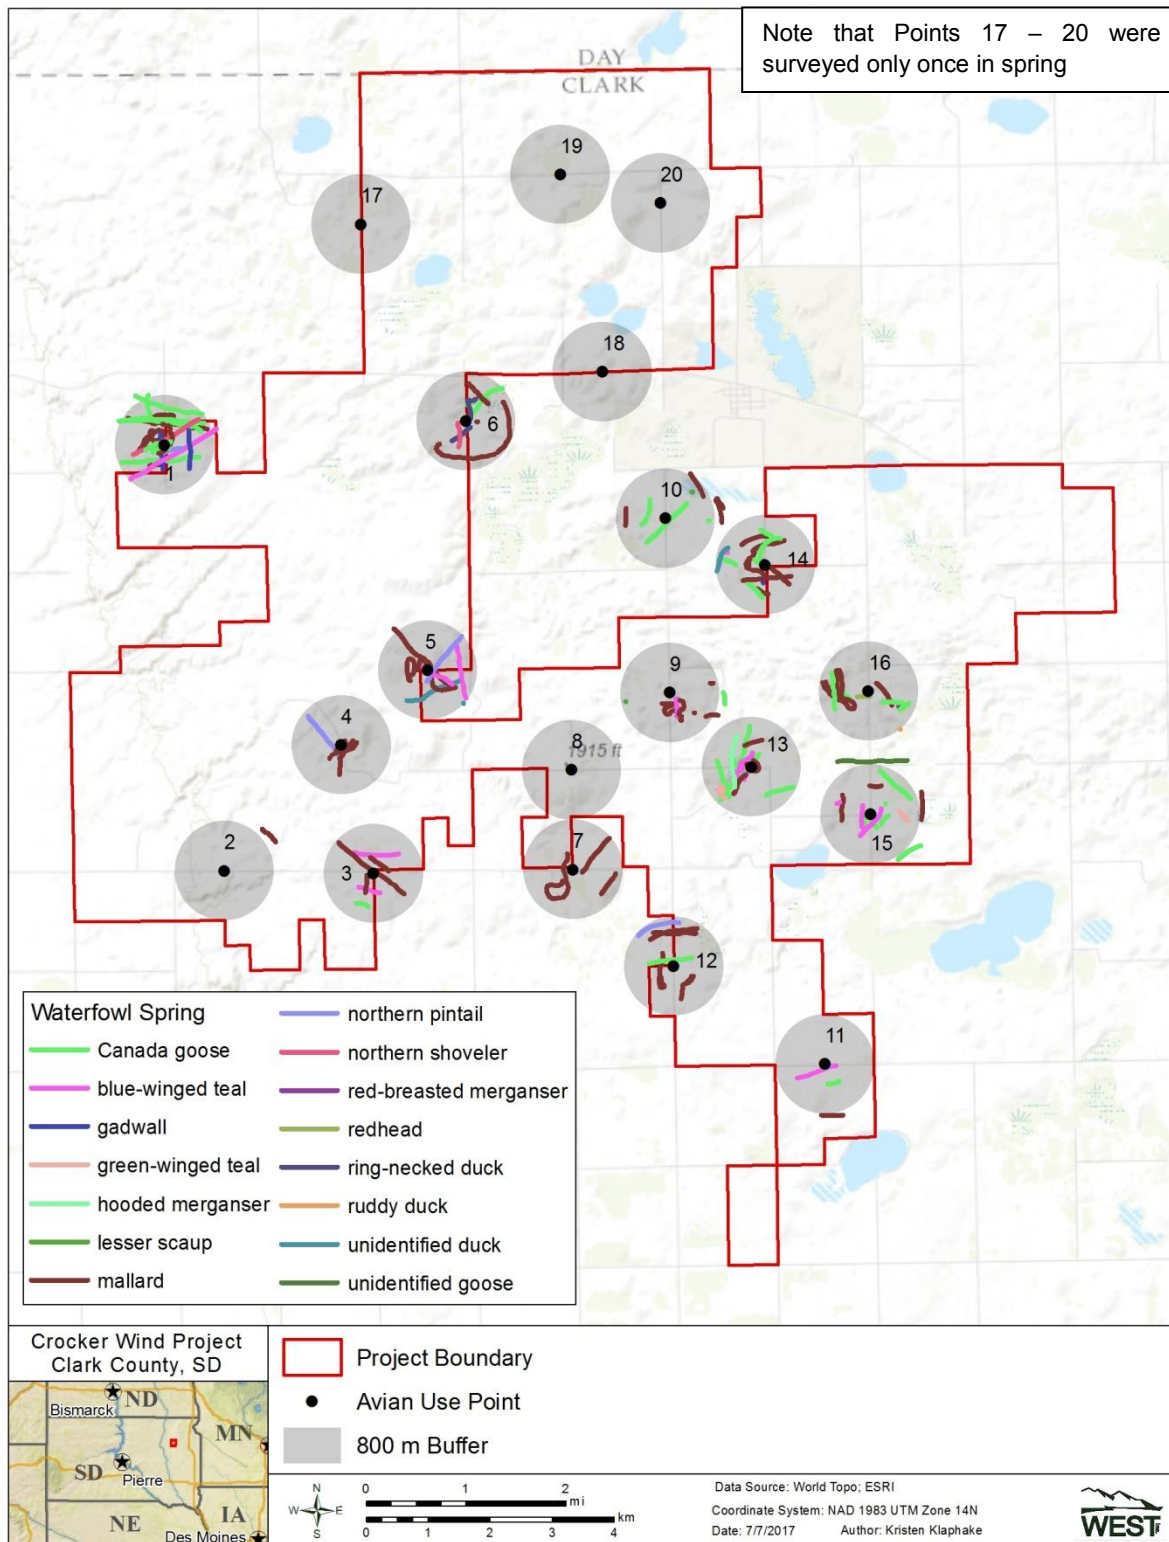 Note that Points 17 – 20 were
surveyed only once in spring
DAY
CLARK
19
20
17
18
6
1
10
14
5
9
16
4
8
1915 ft
13
2
3
7
15
12
11
Waterfowl Spring
Canada goose
blue-winged teal
gadwall
green-winged teal
hooded merganser
lesser scaup
mallard
northern pintail
northern shoveler
red-breasted merganser
redhead
ring-necked duck
ruddy duck
unidentified duck
unidentified goose
Crocker Wind Project
Clark County, SD
Project Boundary
Avian Use Point
800 m Buffer
ND
Bismarck
MN
SD
Pierre
NE
IA
Des Moines
N
W E
S
0 1 2
mi
km
0 1 2 3 4
Data Source: World Topo; ESRI
Coordinate System: NAD 1983 UTM Zone 14N
Date: 7/7/2017 Author: Kristen Klaphake
WEST